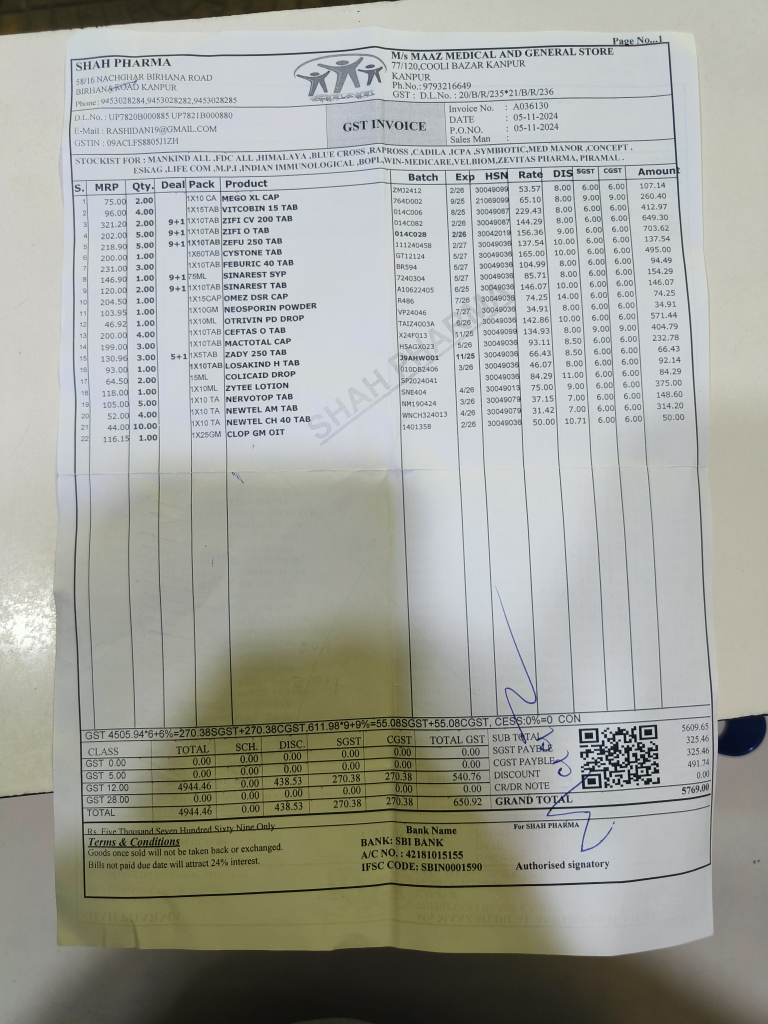 Page No...1
SHAH PHARMA
58/16 NACHGHAR BIRHANA ROAD
BIRHANA ROAD KANPUR
Phone : 9453028284,9453028282,9453028285
D.L.No. : UP7820B000885 UP7821B000880
E-Mail : RASHIDAN19@GMAIL.COM
GSTIN : 09ACLFS8805J1ZH
M/s MAAZ MEDICAL AND GENERAL STORE
77/120,COOLI BAZAR KANPUR
KANPUR
Ph.No.:9793216649
GST : D.L.No. : 20/B/R/235*21/B/R/236
GST INVOICE
Invoice No. : A036130
DATE : 05-11-2024
P.O.NO. : 05-11-2024
Sales Man :
STOCKIST FOR : MANKIND ALL .FDC ALL .HIMALAYA ,BLUE CROSS ,RAPROSS ,CADILA .ICPA .SYMBIOTIC,MED MANOR ,CONCEPT .
ESKAG .LIFE COM .M.P.I ,INDIAN IMMUNOLOGICAL ,BOPL,WIN-MEDICARE,VELBIOM,ZEVITAS PHARMA, PIRAMAL .
S. MRP Qty. Deal Pack Product Batch Exp HSN Rate DIS SGST CGST Amount
1 75.00 2.00 1X10 CA MEGO XL CAP ZMJ2412 2/26 30049099 53.57 8.00 6.00 6.00 107.14
2 96.00 4.00 1X15TAB VITCOBIN 15 TAB 764D002 9/25 21069099 65.10 8.00 9.00 9.00 260.40
3 321.20 2.00 9+1 1X10TAB ZIFI CV 200 TAB 014C006 8/25 30049087 229.43 8.00 6.00 6.00 412.97
4 202.00 5.00 9+1 1X10TAB ZIFI O TAB 014C082 2/26 30049087 144.29 8.00 6.00 6.00 649.30
5 218.90 5.00 9+1 1X10TAB ZEFU 250 TAB 014C02B 2/26 30042019 156.36 9.00 6.00 6.00 703.62
6 200.00 1.00 1X60TAB CYSTONE TAB 111240458 2/27 30049036 137.54 10.00 6.00 6.00 137.54
7 231.00 3.00 1X10TAB FEBURIC 40 TAB GT12124 5/27 30049036 165.00 10.00 6.00 6.00 495.00
8 146.90 1.00 9+1 75ML SINAREST SYP BR594 5/27 30049036 104.99 8.00 6.00 6.00 94.49
9 120.00 2.00 9+1 1X10TAB SINAREST TAB 7240304 6/27 30049036 85.71 8.00 6.00 6.00 154.29
10 204.50 1.00 1X15CAP OMEZ DSR CAP A10622405 5/26 30049036 146.07 10.00 6.00 6.00 146.07
11 103.95 1.00 1X10GM NEOSPORIN POWDER R486 7/26 30049036 74.25 14.00 6.00 6.00 74.25
12 46.92 1.00 1X10ML OTRIVIN PD DROP VP24046 3/27 30049036 34.91 8.00 6.00 6.00 34.91
13 200.00 4.00 1X10TAB CEFTAS O TAB TAIZ4003A 6/26 30049036 142.86 10.00 6.00 6.00 571.44
14 199.00 3.00 1X10TAB MACTOTAL CAP X24F013 11/25 30049099 134.93 8.00 9.00 9.00 404.79
15 130.96 3.00 5+1 1X5TAB ZADY 250 TAB H5AGX023 5/26 30049036 93.11 8.50 6.00 6.00 232.78
16 93.00 1.00 1X10TAB LOSAKIND H TAB 39AHW001 11/25 30049036 66.43 8.50 6.00 6.00 66.43
17 64.50 2.00 15ML COLICAID DROP 010DB2406 3/26 30049036 46.07 8.00 6.00 6.00 92.14
18 118.00 1.00 1X10ML ZYTEE LOTION SP2024041 30049036 84.29 11.00 6.00 6.00 84.29
19 105.00 5.00 1X10 TA NERVOTOP TAB SNE404 4/26 30049013 75.00 9.00 6.00 6.00 375.00
20 52.00 4.00 1X10 TA NEWTEL AM TAB NM190424 3/26 30049079 37.15 7.00 6.00 6.00 148.60
21 44.00 10.00 1X10 TA NEWTEL CH 40 TAB WNCH324013 4/26 30049079 31.42 7.00 6.00 6.00 314.20
22 116.15 1.00 1X25GM CLOP GM OIT 1401358 2/26 30049036 50.00 10.71 6.00 6.00 50.00
SHAH PHARMA
GST 4505.94*6+6%=270.38SGST+270.38CGST,611.98*9+9%=55.08SGST+55.08CGST, CESS:0%=0 CON
CLASS TOTAL SCH. DISC. SGST CGST TOTAL GST
GST 0.00 0.00 0.00 0.00 0.00 0.00 0.00
GST 5.00 0.00 0.00 0.00 0.00 0.00 0.00
GST 12.00 4944.46 0.00 438.53 270.38 270.38 540.76
GST 28.00 0.00 0.00 0.00 0.00 0.00 0.00
TOTAL 4944.46 0.00 438.53 270.38 270.38 650.92
SUB TOTAL 5609.65
SGST PAYBLE 325.46
CGST PAYBLE 325.46
DISCOUNT 491.74
CR/DR NOTE 0.00
GRAND TOTAL 5769.00
Rs. Five Thousand Seven Hundred Sixty Nine Only
Terms & Conditions
Goods once sold will not be taken back or exchanged.
Bills not paid due date will attract 24% interest.
Bank Name
BANK: SBI BANK
A/C NO. : 42181015155
IFSC CODE: SBIN0001590
For SHAH PHARMA
Authorised signatory